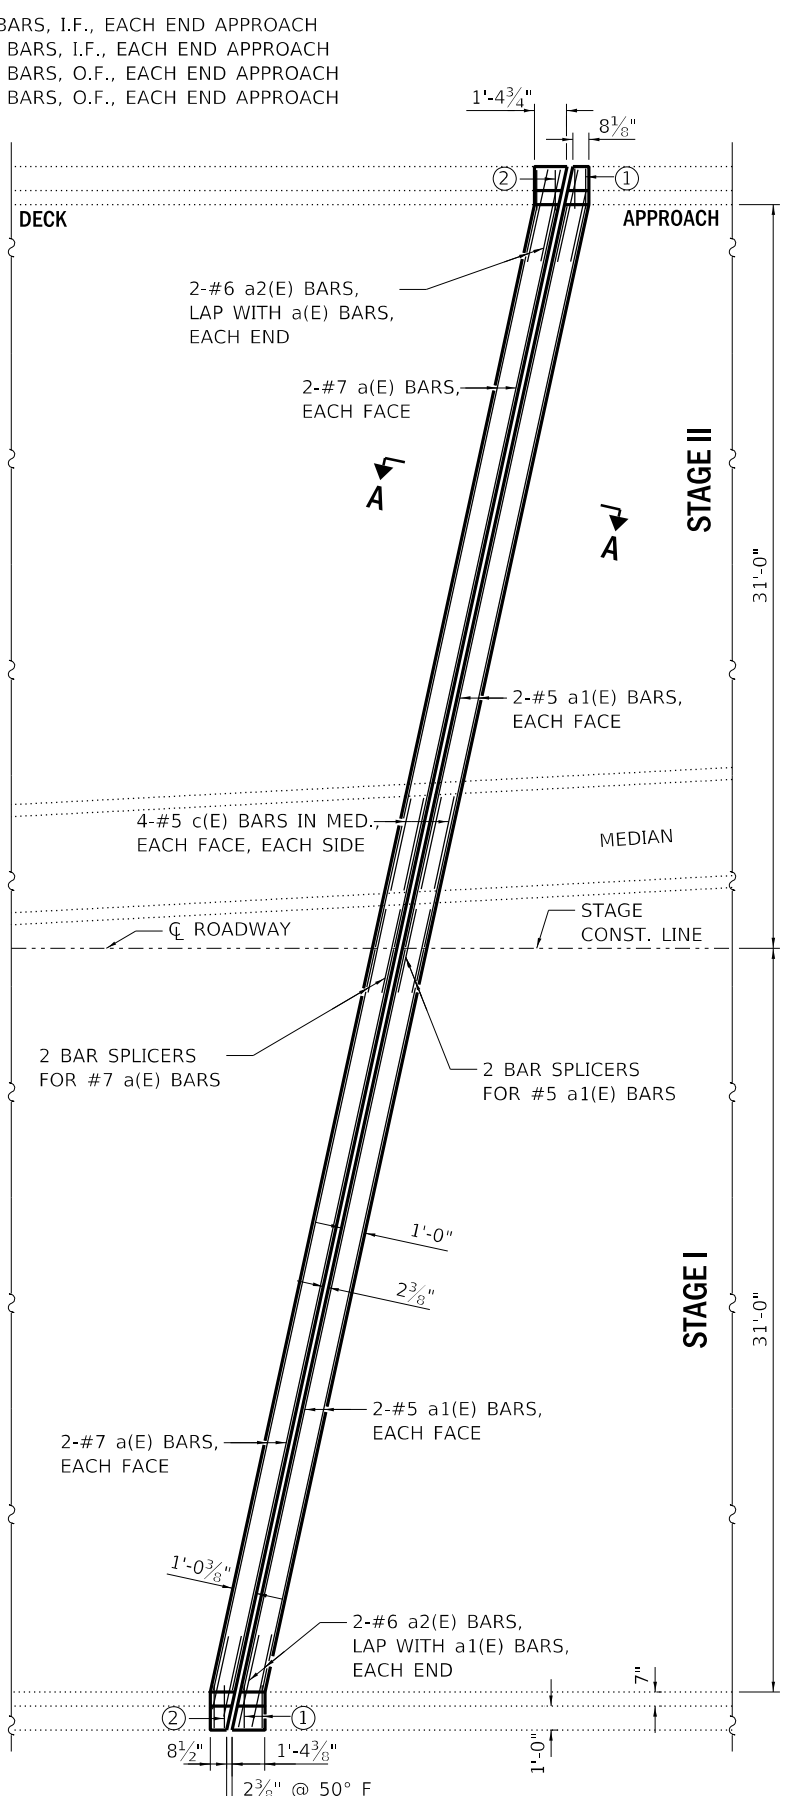 BARS, I.F., EACH END APPROACH
BARS, I.F., EACH END APPROACH
BARS, O.F., EACH END APPROACH
BARS, O.F., EACH END APPROACH
1'-4¾"
8⅛"
② ①
DECK
APPROACH
2-#6 a2(E) BARS,
LAP WITH a(E) BARS,
EACH END
2-#7 a(E) BARS,
EACH FACE
STAGE II
A
A
31'-0"
2-#5 a1(E) BARS,
EACH FACE
4-#5 c(E) BARS IN MED.,
EACH FACE, EACH SIDE
MEDIAN
℄ ROADWAY
STAGE
CONST. LINE
2 BAR SPLICERS
FOR #7 a(E) BARS
2 BAR SPLICERS
FOR #5 a1(E) BARS
1'-0"
2⅜"
STAGE I
31'-0"
2-#5 a1(E) BARS,
EACH FACE
2-#7 a(E) BARS,
EACH FACE
1'-0⅜"
2-#6 a2(E) BARS,
LAP WITH a1(E) BARS,
EACH END
7"
② ①
8½"
1'-4⅜"
1'-0"
2⅜" @ 50° F